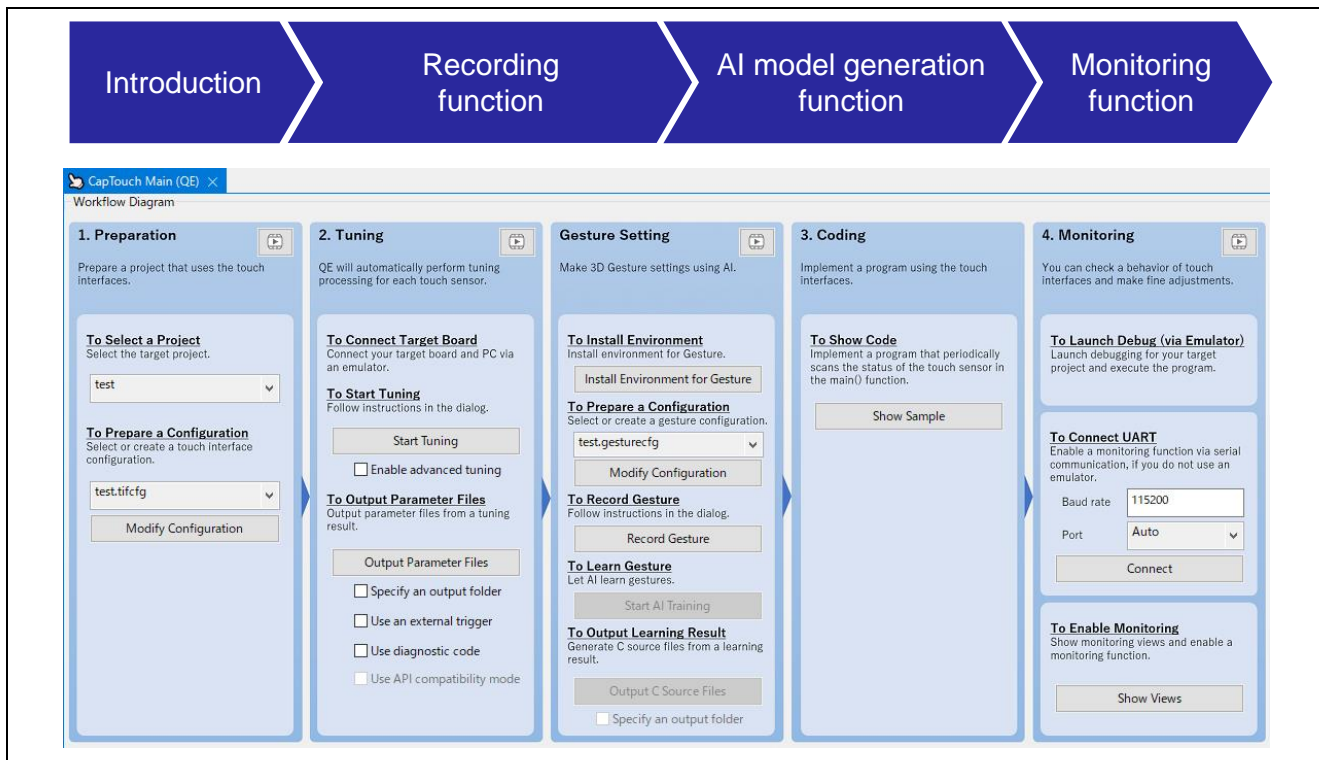 Introduction
Recording
function
AI model generation
function
Monitoring
function
CapTouch Main (QE)
Workflow Diagram
1. Preparation
Prepare a project that uses the touch
interfaces.
To Select a Project
Select the target project.
test
To Prepare a Configuration
Select or create a touch interface
configuration.
test.tifcfg
Modify Configuration
2. Tuning
QE will automatically perform tuning
processing for each touch sensor.
To Connect Target Board
Connect your target board and PC via
an emulator.
To Start Tuning
Follow instructions in the dialog.
Start Tuning
Enable advanced tuning
To Output Parameter Files
Output parameter files from a tuning
result.
Output Parameter Files
Specify an output folder
Use an external trigger
Use diagnostic code
Use API compatibility mode
Gesture Setting
Make 3D Gesture settings using AI.
To Install Environment
Install environment for Gesture.
Install Environment for Gesture
To Prepare a Configuration
Select or create a gesture configuration.
test.gesturecfg
Modify Configuration
To Record Gesture
Follow instructions in the dialog.
Record Gesture
To Learn Gesture
Let AI learn gestures.
Start AI Training
To Output Learning Result
Generate C source files from a learning
result.
Output C Source Files
Specify an output folder
3. Coding
Implement a program using the touch
interfaces.
To Show Code
Implement a program that periodically
scans the status of the touch sensor in
the main() function.
Show Sample
4. Monitoring
You can check a behavior of touch
interfaces and make fine adjustments.
To Launch Debug (via Emulator)
Launch debugging for your target
project and execute the program.
To Connect UART
Enable a monitoring function via serial
communication, if you do not use an
emulator.
Baud rate 115200
Port Auto
Connect
To Enable Monitoring
Show monitoring views and enable a
monitoring function.
Show Views